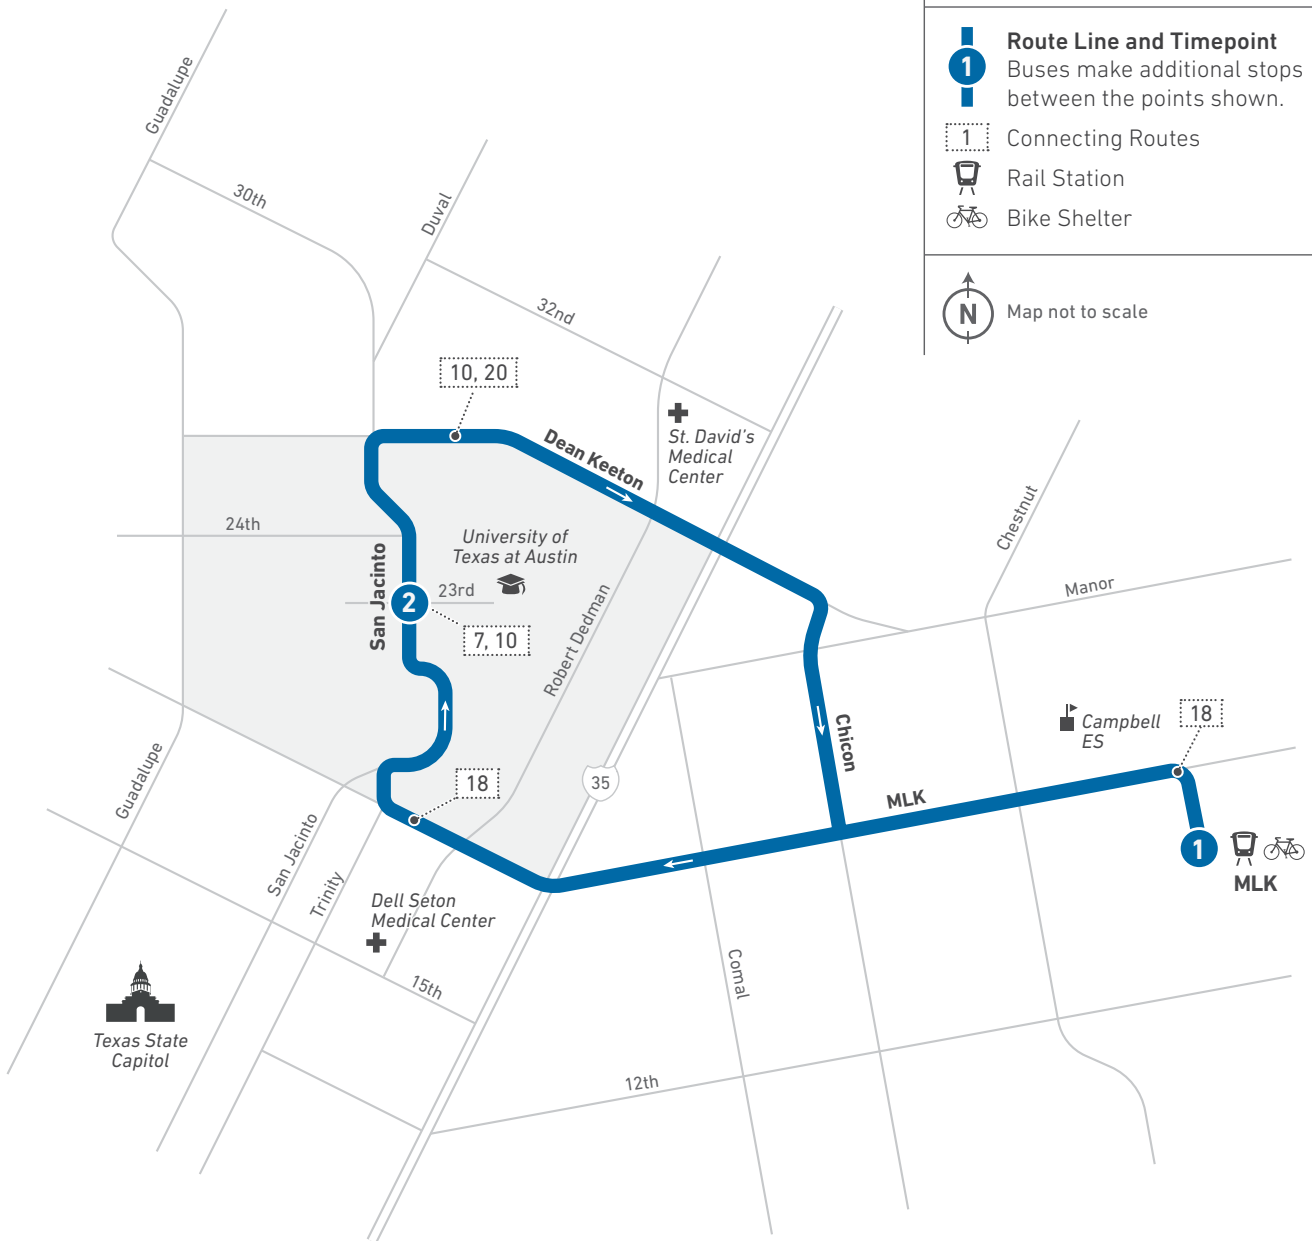 Route Line and Timepoint
1
Buses make additional stops
between the points shown.
1
Connecting Routes
Rail Station
Bike Shelter
N
Map not to scale
Guadalupe
30th
Duval
32nd
10, 20
St. David's
Medical
Center
Dean Keeton
24th
University of
Texas at Austin
San Jacinto
2
23rd
7, 10
Robert Dedman
Chestnut
Manor
Chicon
Campbell
ES
18
35
18
MLK
Guadalupe
San Jacinto
Trinity
1
MLK
Dell Seton
Medical Center
Comal
15th
Texas State
Capitol
12th